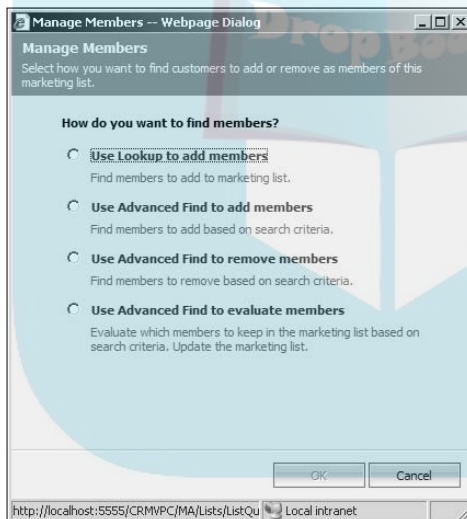 Manage Members -- Webpage Dialog
Drop Boo
Manage Members
Select how you want to find customers to add or remove as members of this
marketing list.
How do you want to find members?
Use Lookup to add members
Find members to add to marketing list.
Use Advanced Find to add members
Find members to add based on search criteria.
Use Advanced Find to remove members
Find members to remove based on search criteria.
Use Advanced Find to evaluate members
Evaluate which members to keep in the marketing list based on
search criteria. Update the marketing list.
OK Cancel
http://localhost:5555/CRMVPC/MA/Lists/ListQu Local intranet